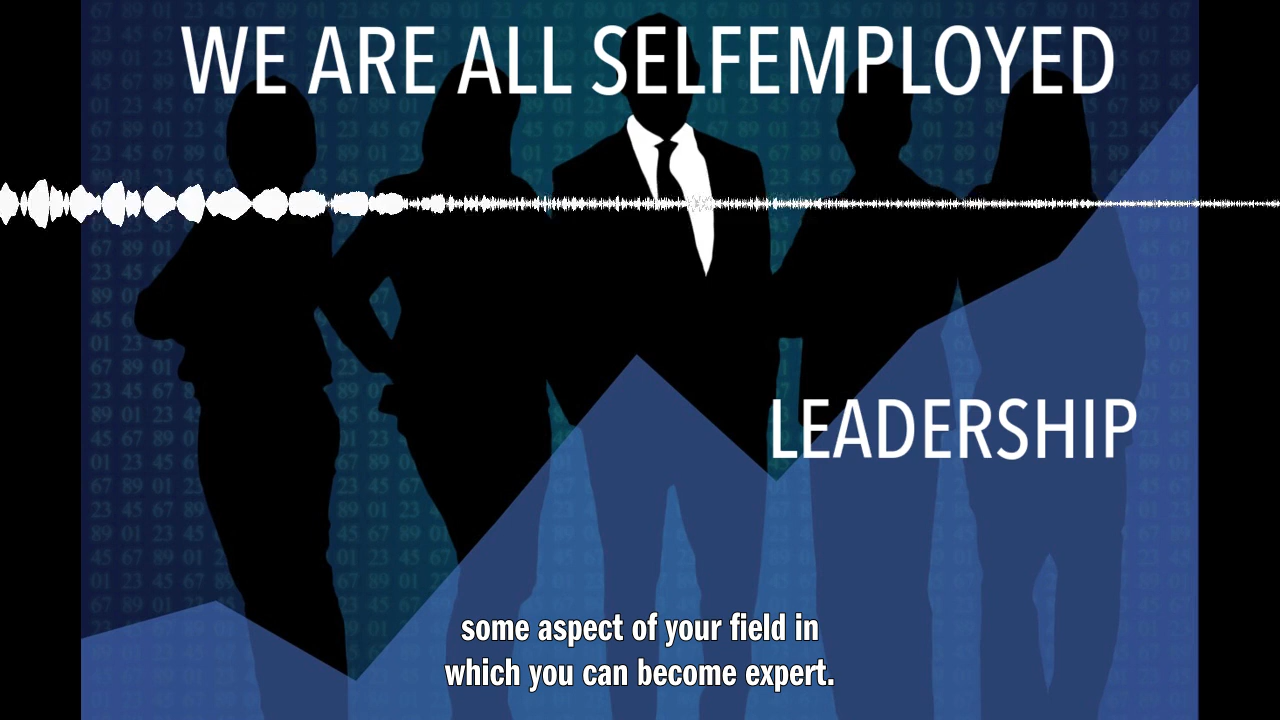 WE ARE ALL SELFEMPLOYED
LEADERSHIP
some aspect of your field in
which you can become expert.